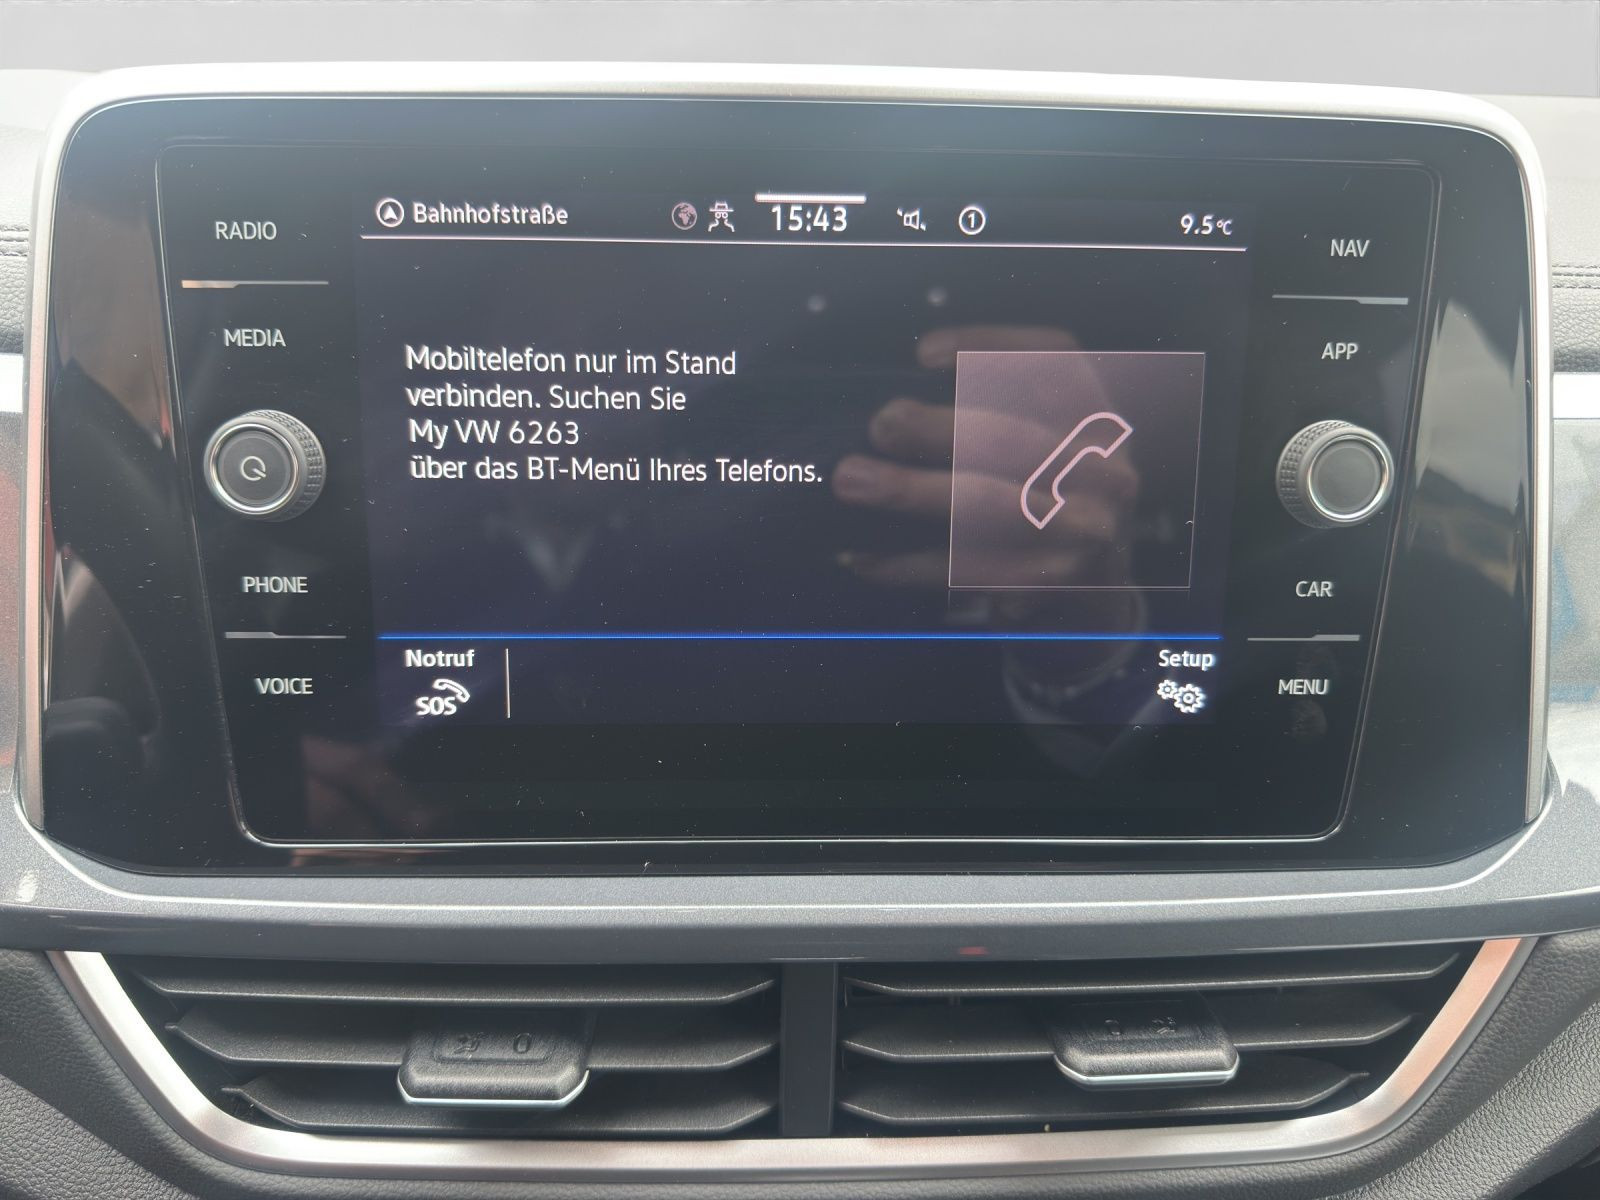 RADIO
MEDIA
PHONE
VOICE
Bahnhofstraße 15:43 1 9.5°C
Mobiltelefon nur im Stand
verbinden. Suchen Sie
My VW 6263
über das BT-Menü Ihres Telefons.
Notruf
SOS
Setup
NAV
APP
CAR
MENU